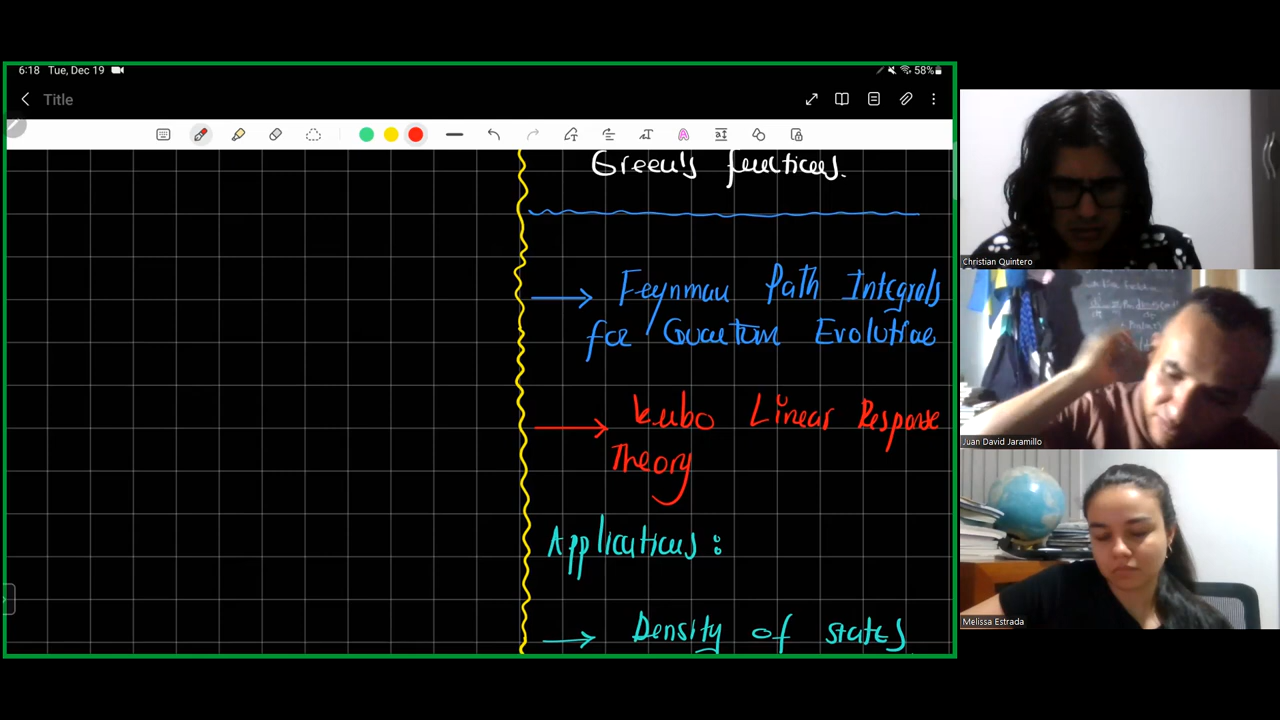 6:18 Tue, Dec 19
58%
Title
Green's functions.
Feynman Path Integrals
for Quantum Evolution
Kubo Linear Response
Theory
Applications:
Density of states
Christian Quintero
Juan David Jaramillo
Melissa Estrada